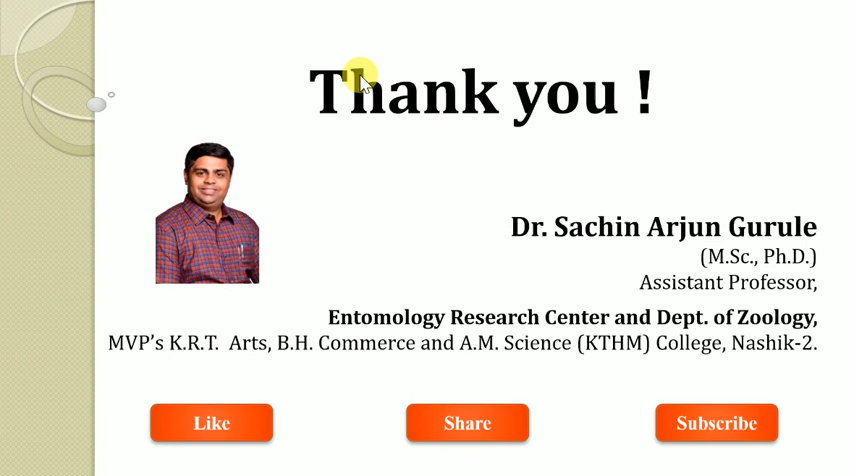 Thank you !
Dr. Sachin Arjun Gurule
(M.Sc., Ph.D.)
Assistant Professor,
Entomology Research Center and Dept. of Zoology,
MVP’s K.R.T. Arts, B.H. Commerce and A.M. Science (KTHM) College, Nashik-2.
Like
Share
Subscribe